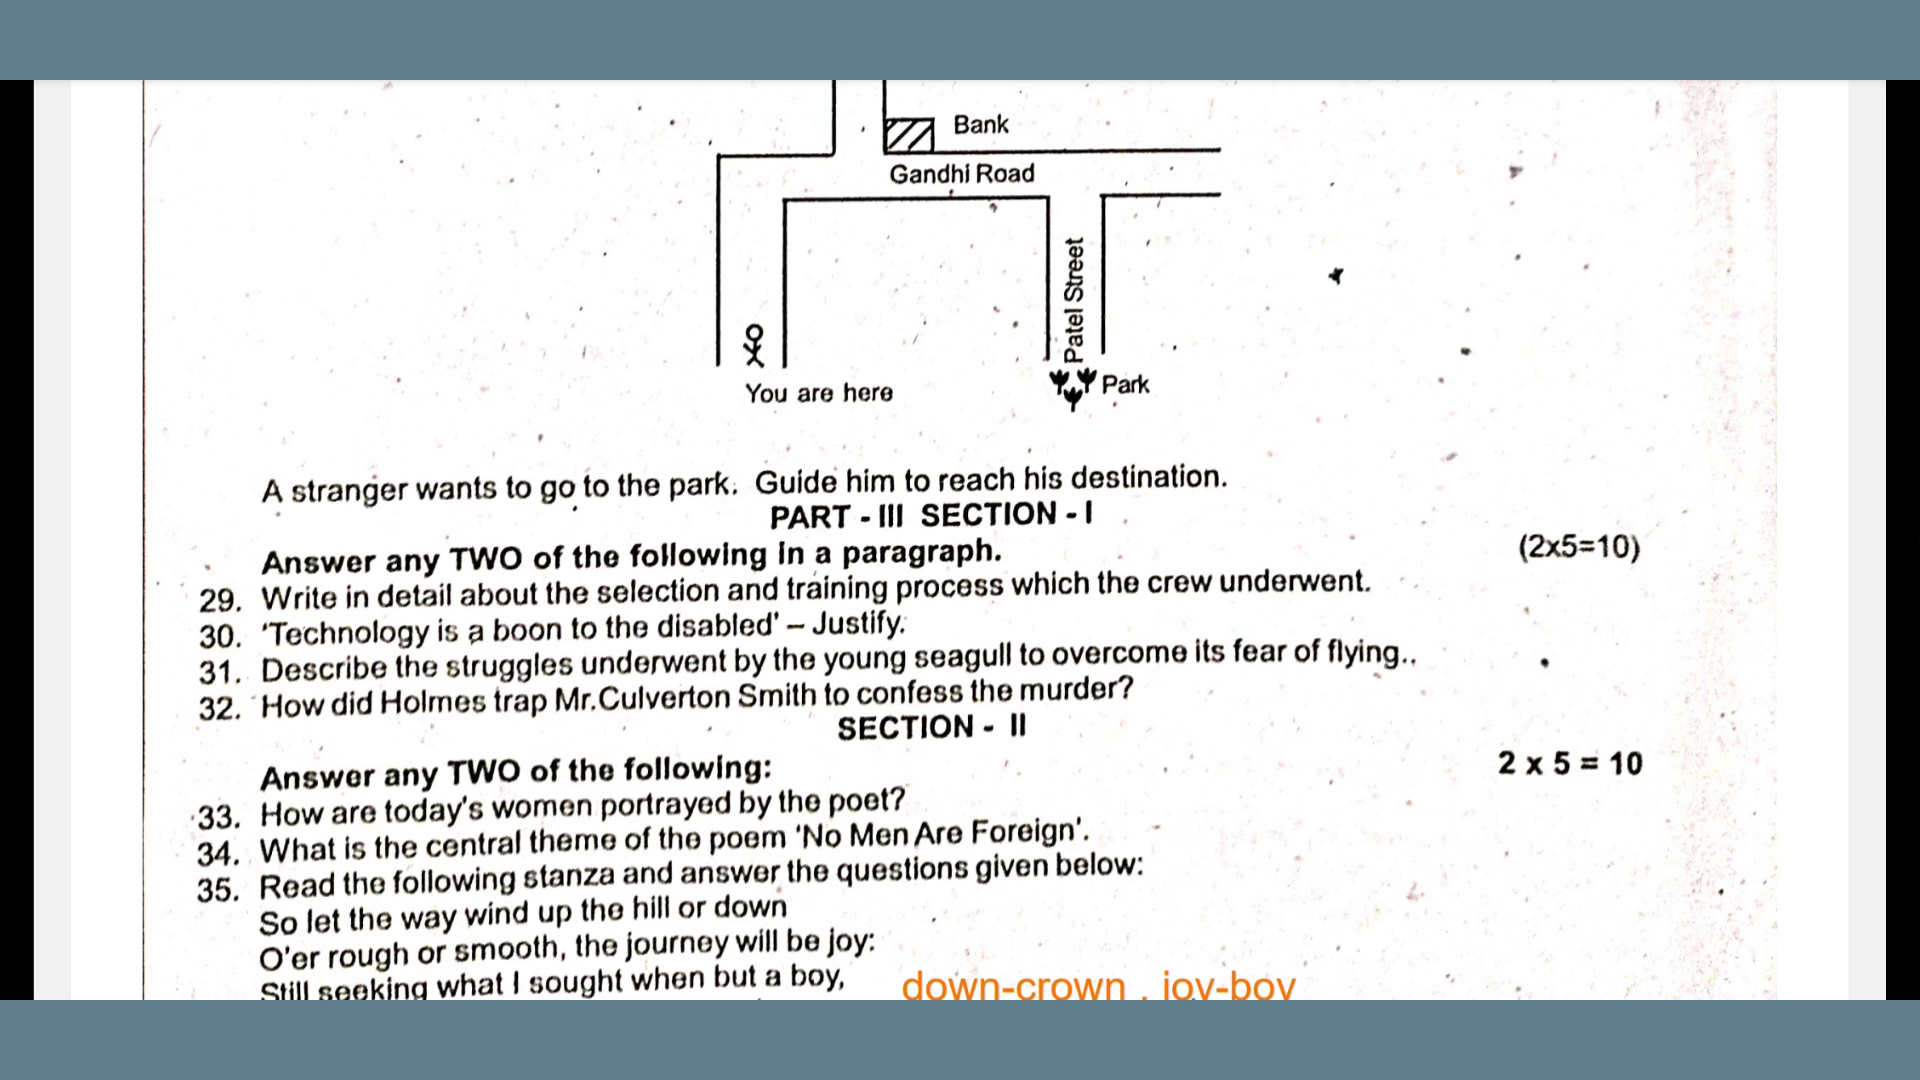 Bank
Gandhi Road
Patel Street
You are here
Park
A stranger wants to go to the park. Guide him to reach his destination.
PART - III SECTION - I
Answer any TWO of the following in a paragraph. (2x5=10)
29. Write in detail about the selection and training process which the crew underwent.
30. 'Technology is a boon to the disabled' – Justify.
31. Describe the struggles underwent by the young seagull to overcome its fear of flying..
32. How did Holmes trap Mr.Culverton Smith to confess the murder?
SECTION - II
Answer any TWO of the following: 2 x 5 = 10
33. How are today's women portrayed by the poet?
34. What is the central theme of the poem 'No Men Are Foreign'.
35. Read the following stanza and answer the questions given below:
So let the way wind up the hill or down
O'er rough or smooth, the journey will be joy:
Still seeking what I sought when but a boy,
down-crown , joy-boy